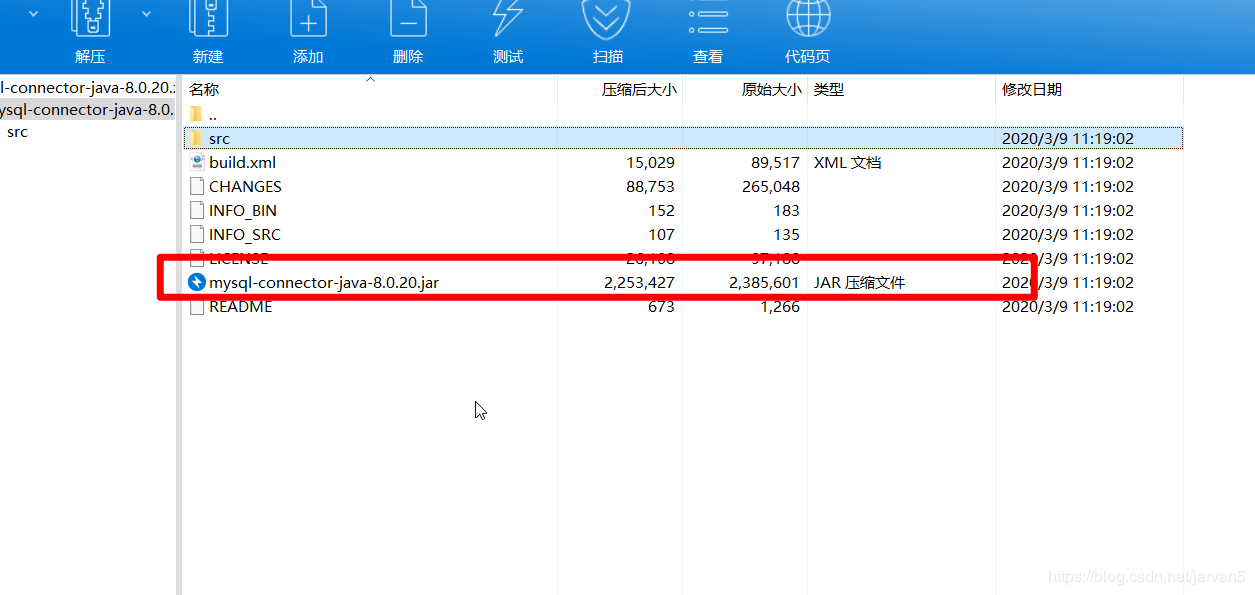 解压 新建 添加 删除 测试 扫描 查看 代码页
l-connector-java-8.0.20.z
ysql-connector-java-8.0.
src
名称 压缩后大小 原始大小 类型 修改日期
..
src 2020/3/9 11:19:02
build.xml 15,029 89,517 XML 文档 2020/3/9 11:19:02
CHANGES 88,753 265,048 2020/3/9 11:19:02
INFO_BIN 152 183 2020/3/9 11:19:02
INFO_SRC 107 135 2020/3/9 11:19:02
LICENSE 2020/3/9 11:19:02
mysql-connector-java-8.0.20.jar 2,253,427 2,385,601 JAR 压缩文件 2020/3/9 11:19:02
README 673 1,266 2020/3/9 11:19:02
https://blog.csdn.net/jarvan5